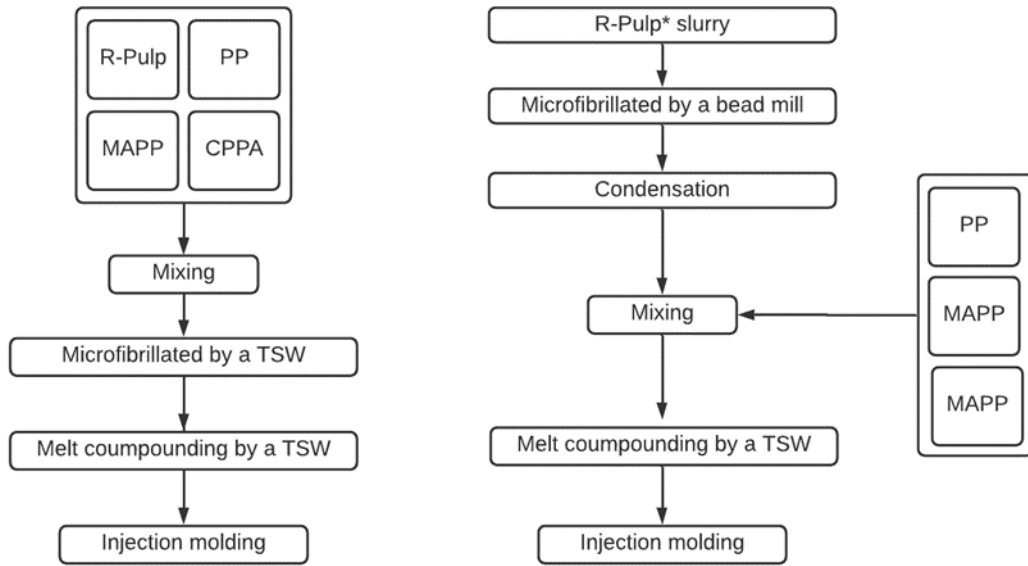 R-Pulp
PP
MAPP
CPPA
Mixing
Microfibrillated by a TSW
Melt coumpounding by a TSW
Injection molding
R-Pulp* slurry
Microfibrillated by a bead mill
Condensation
Mixing
Melt coumpounding by a TSW
Injection molding
PP
MAPP
MAPP